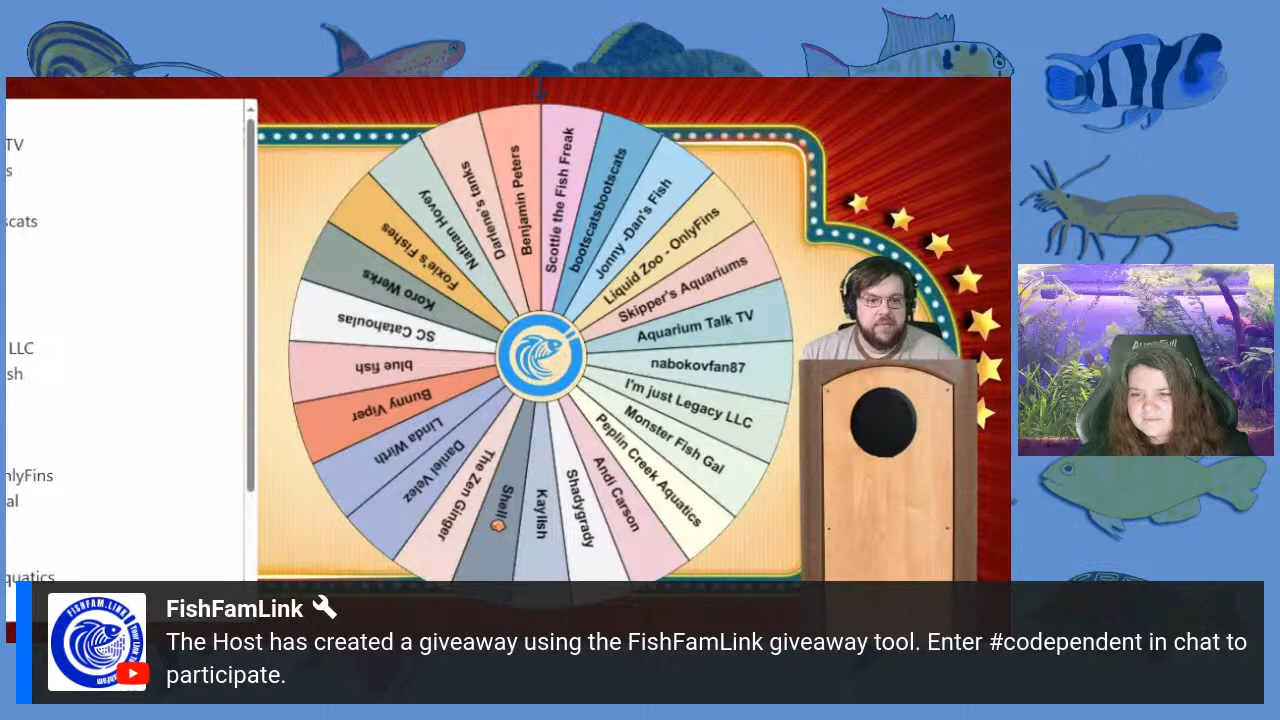 TV
s
scats
LLC
sh
nlyFins
al
quatics
Scottie the Fish Freak
bootscatsbootscats
Jonny -Dan's Fish
Liquid Zoo - OnlyFins
Skipper's Aquariums
Aquarium Talk TV
nabokovfan87
I'm just Legacy LLC
Monster Fish Gal
Peplin Creek Aquatics
Andi Carson
Shadygrady
Kaylish
Shell
The Zen Ginger
Daniel Velez
Linda Wirth
Bunny Viper
blue fish
SC Catahoulas
Koro Werks
Foxie's Fishes
Nathan Hovey
Darlene's tanks
Benjamin Peters
FISHFAM.LINK
FishFamLink
The Host has created a giveaway using the FishFamLink giveaway tool. Enter #codependent in chat to
participate.